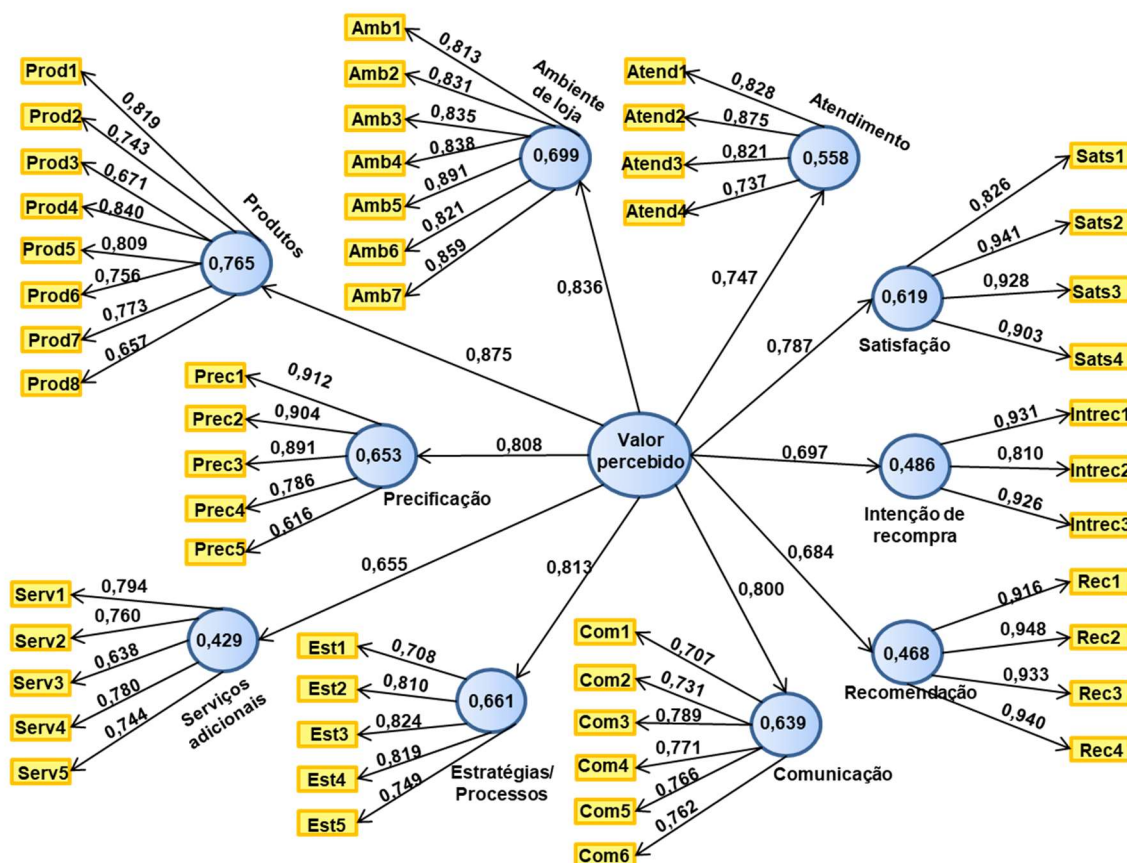 Prod1
Prod2
Prod3
Prod4
Prod5
Prod6
Prod7
Prod8
0,819
0,743
0,671
0,840
0,809
0,756
0,773
0,657
Produtos
0,765
Amb1
Amb2
Amb3
Amb4
Amb5
Amb6
Amb7
0,813
0,831
0,835
0,838
0,891
0,821
0,859
Ambiente
de loja
0,699
Atend1
Atend2
Atend3
Atend4
0,828
0,875
0,821
0,737
Atendimento
0,558
Sats1
Sats2
Sats3
Sats4
0,826
0,941
0,928
0,903
0,619
Satisfação
0,875
0,836
0,747
0,787
Prec1
Prec2
Prec3
Prec4
Prec5
0,912
0,904
0,891
0,786
0,616
0,653
Precificação
0,808
Valor
percebido
0,697
0,486
Intenção de
recompra
0,931
0,810
0,926
Intrec1
Intrec2
Intrec3
0,655
0,813
0,800
0,684
Serv1
Serv2
Serv3
Serv4
Serv5
0,794
0,760
0,638
0,780
0,744
0,429
Serviços
adicionais
Est1
Est2
Est3
Est4
Est5
0,708
0,810
0,824
0,819
0,749
0,661
Estratégias/
Processos
Com1
Com2
Com3
Com4
Com5
Com6
0,707
0,731
0,789
0,771
0,766
0,762
0,639
Comunicação
0,468
Recomendação
0,916
0,948
0,933
0,940
Rec1
Rec2
Rec3
Rec4